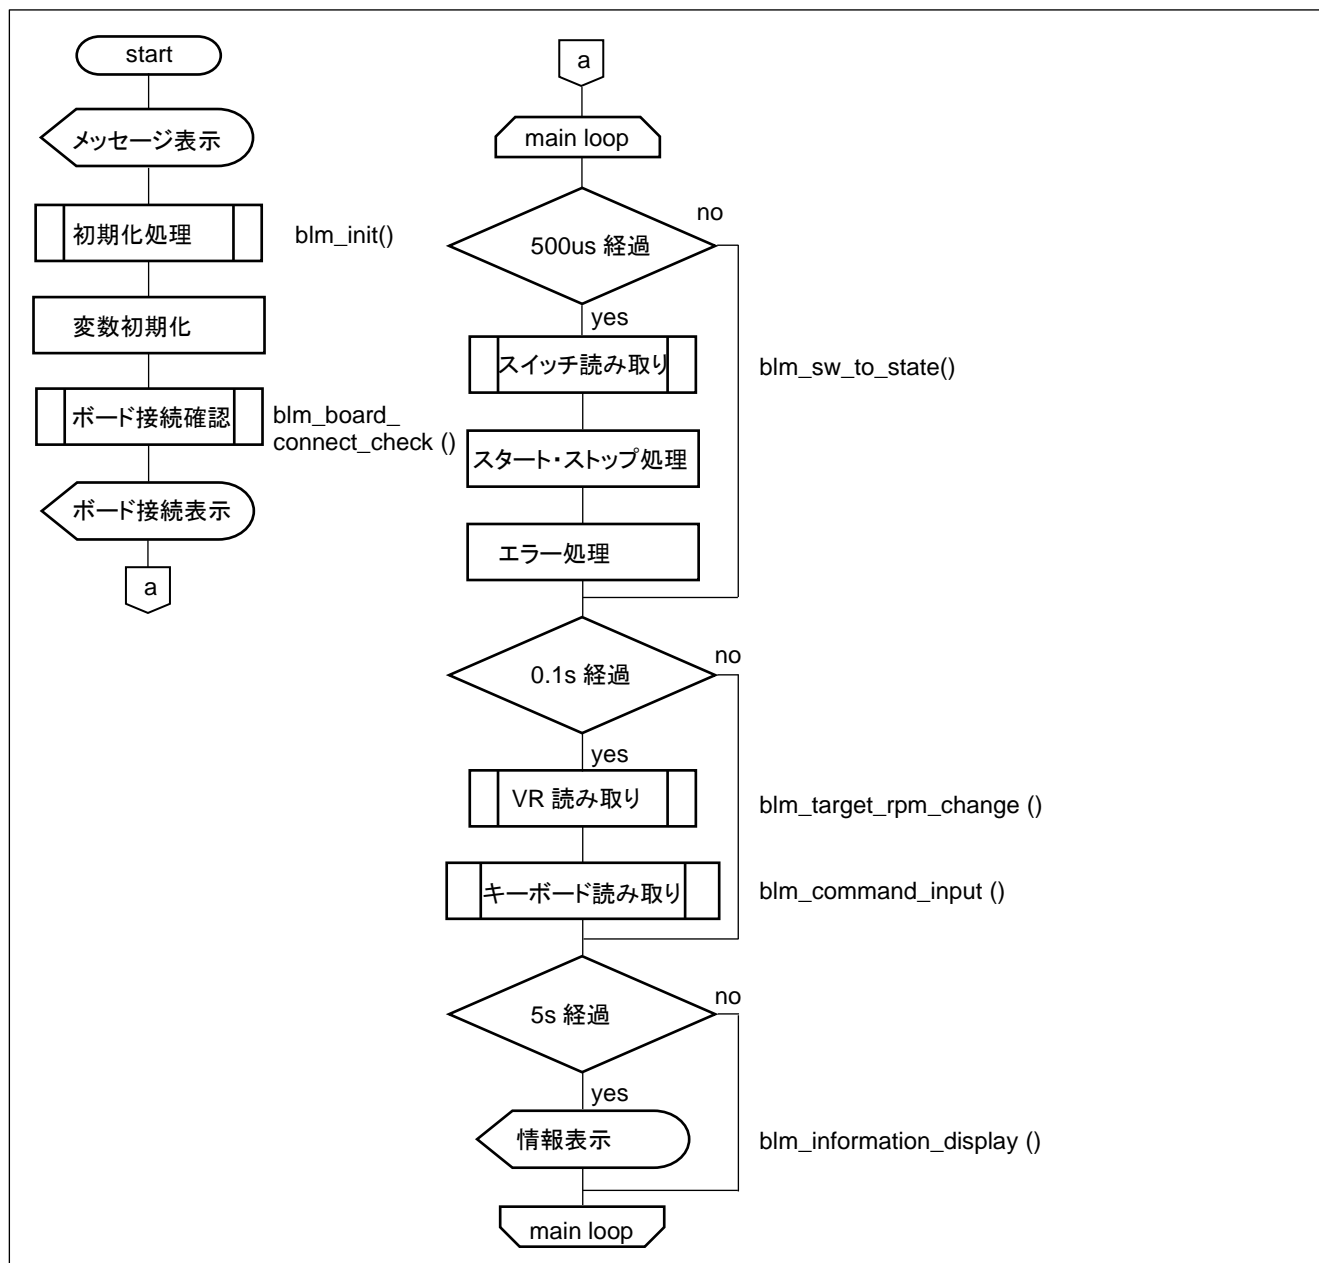 start
メッセージ表示
初期化処理
blm_init()
変数初期化
ボード接続確認
blm_board_
connect_check ()
ボード接続表示
a
a
main loop
500us 経過
no
yes
スイッチ読み取り
blm_sw_to_state()
スタート・ストップ処理
エラー処理
0.1s 経過
no
yes
VR 読み取り
blm_target_rpm_change ()
キーボード読み取り
blm_command_input ()
5s 経過
no
yes
情報表示
blm_information_display ()
main loop